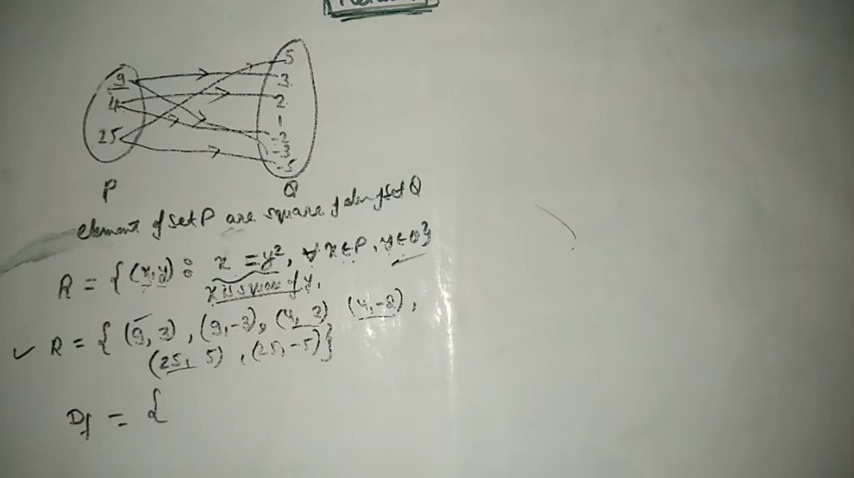 9
4
25
5
3
2
1
-2
-3
-5
P Q
element of set P are square of elem of set Q
R = { (x,y) : x = y², ∀ x ∈ P, y ∈ Q}
x is square of y.
✓ R = { (9, 3), (9,-3), (4, 2) (4,-2),
(25, 5), (25,-5)}
Df = {